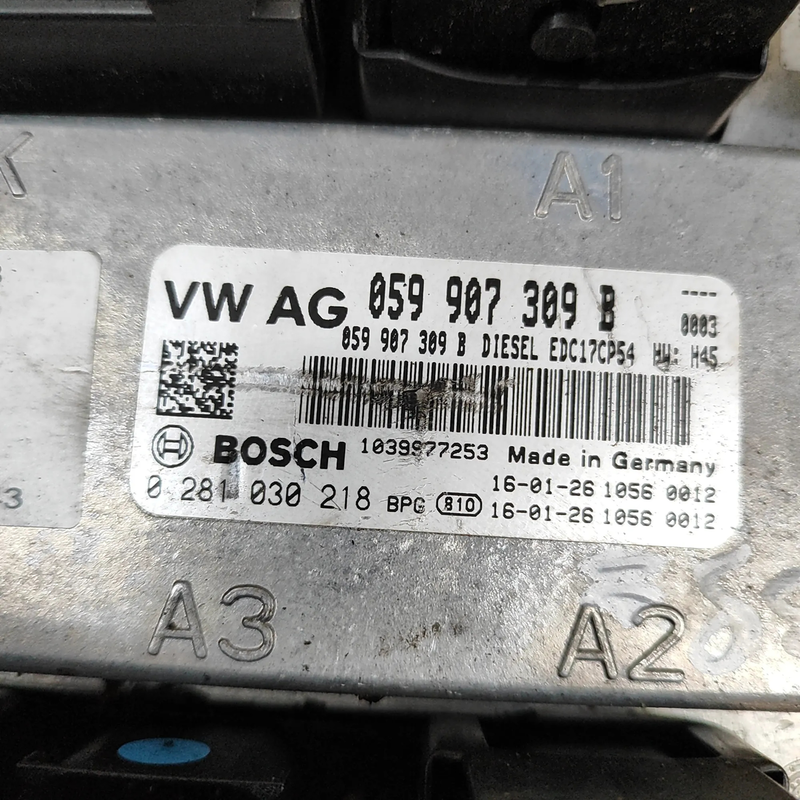 K
A1
VW AG 059 907 309 B ----
0003
059 907 309 B DIESEL EDC17CP54 HW: H45
BOSCH 1039S77253 Made in Germany
0 281 030 218 BPG 810 16-01-26 1056 0012
16-01-26 1056 0012
A3
A2